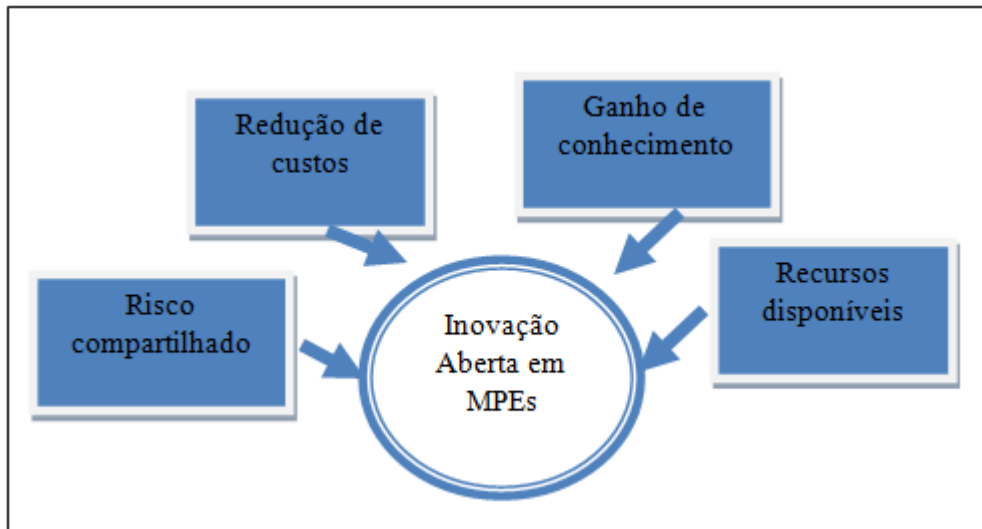 Redução de
custos
Ganho de
conhecimento
Risco
compartilhado
Recursos
disponíveis
Inovação
Aberta em
MPEs